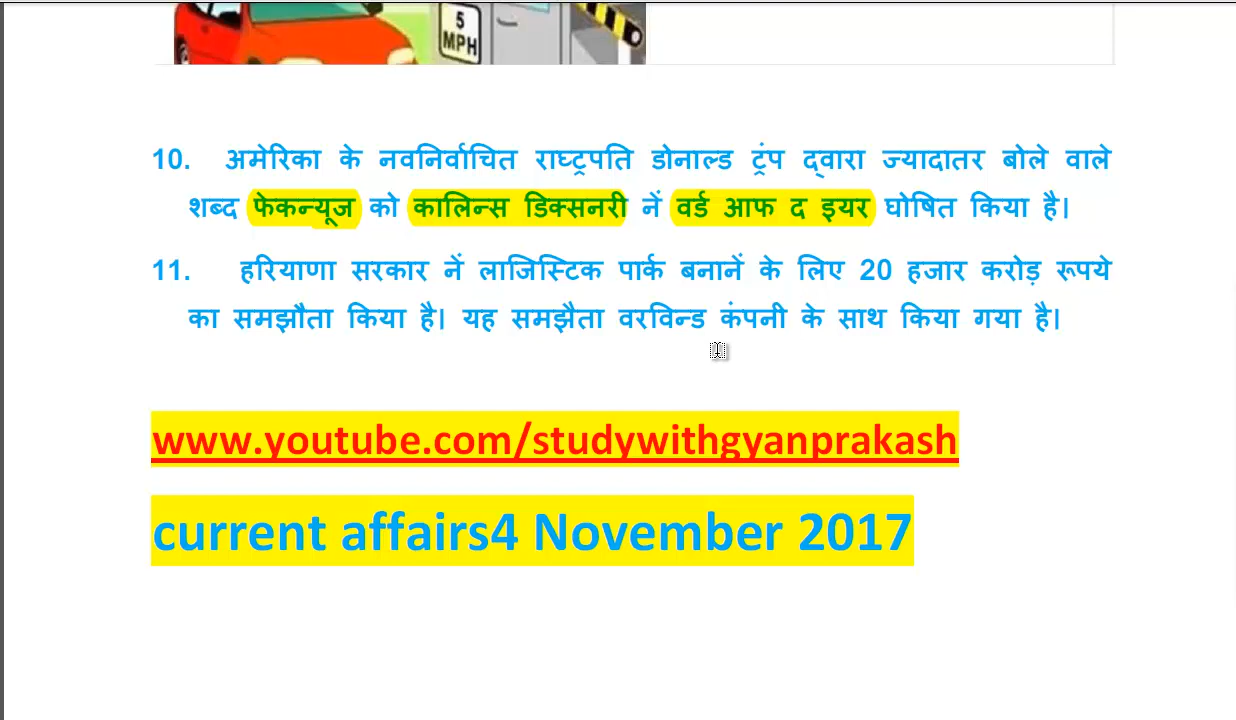 5
MPH
10. अमेरिका के नवनिर्वाचित राघ्ट्रपति डोनाल्ड ट्रंप द्वारा ज्यादातर बोले वाले
शब्द फेकन्यूज को कालिन्स डिक्सनरी नें वर्ड आफ द इयर घोषित किया है।
11. हरियाणा सरकार नें लाजिस्टिक पार्क बनानें के लिए 20 हजार करोड़ रूपये
का समझौता किया है। यह समझैता वरविन्ड कंपनी के साथ किया गया है।
www.youtube.com/studywithgyanprakash
current affairs4 November 2017